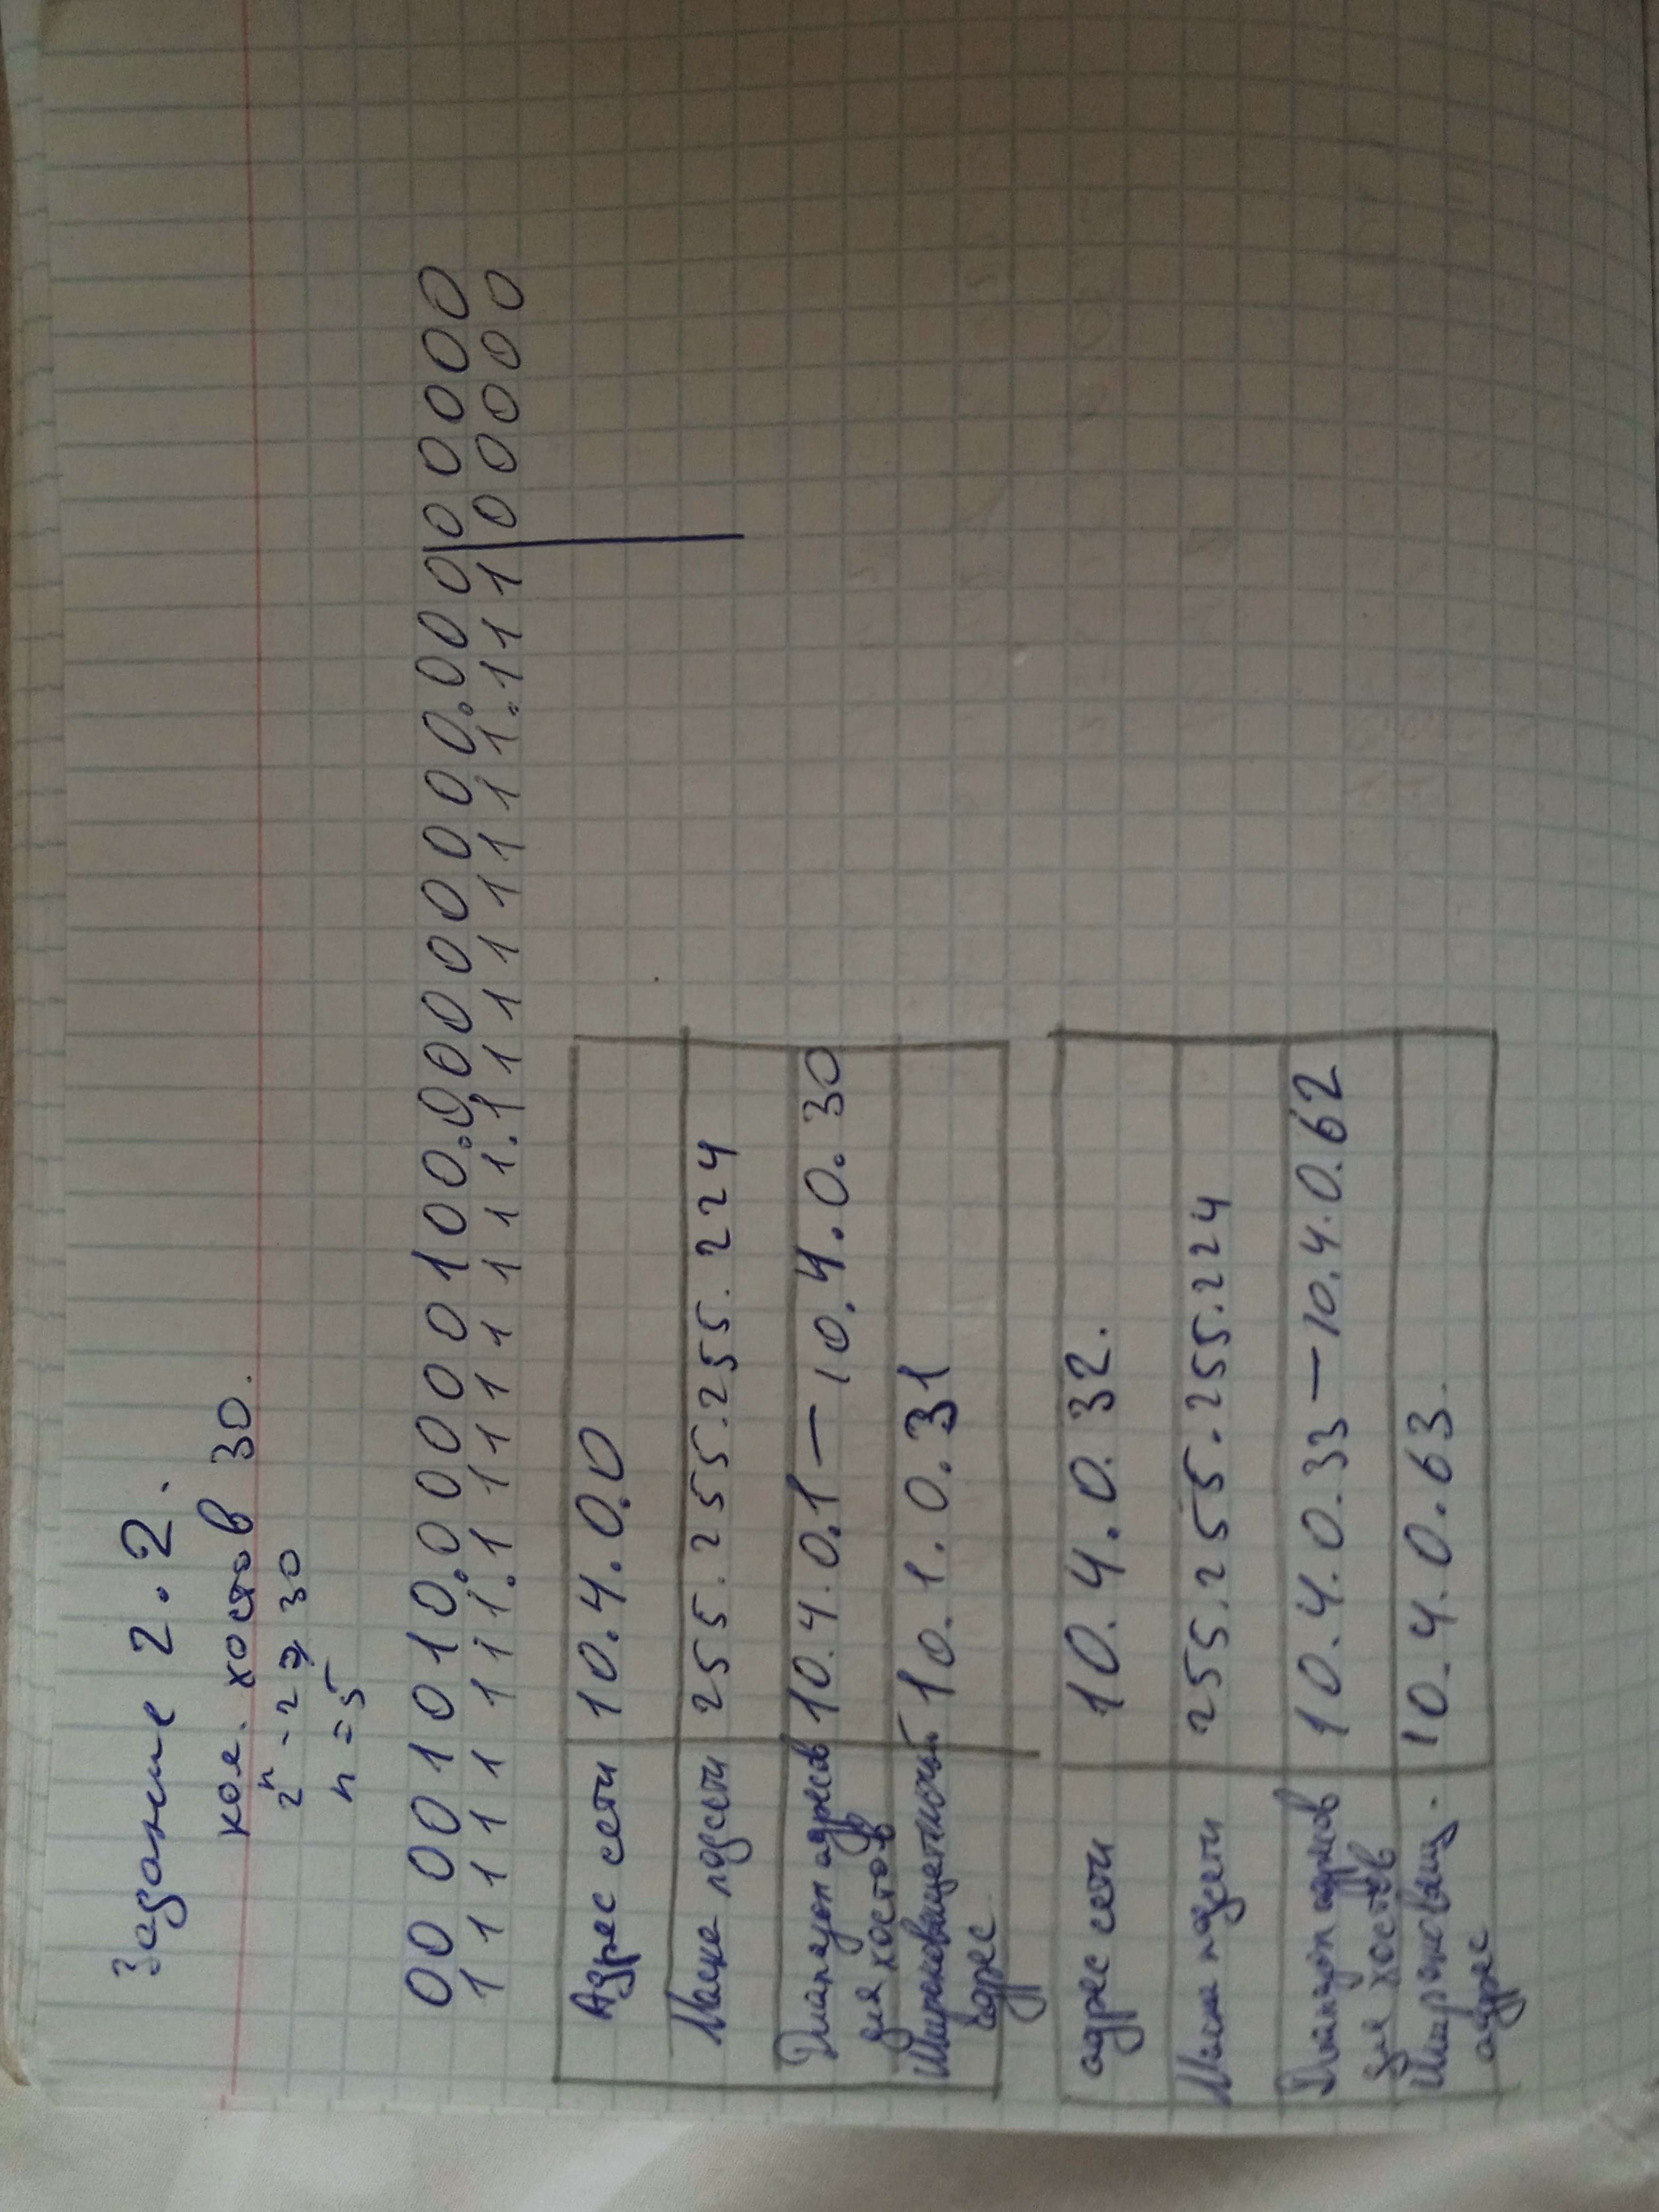 Задание 2.2.
кол. хостов 30.
2^n - 2 ≥ 30
n = 5
00001010.00000100.00000000.000|00000
11111111.11111111.11111111.111|00000
Адрес сети 10.4.0.0
Маска подсети 255.255.255.224
Диапазон адресов 10.4.0.1 — 10.4.0.30
для хостов
Широковещательный 10.1.0.31
адрес
адрес сети 10.4.0.32.
Маска подсети 255.255.255.224
Диапазон адресов 10.4.0.33 — 10.4.0.62
для хостов
Широковещ. 10.4.0.63.
адрес